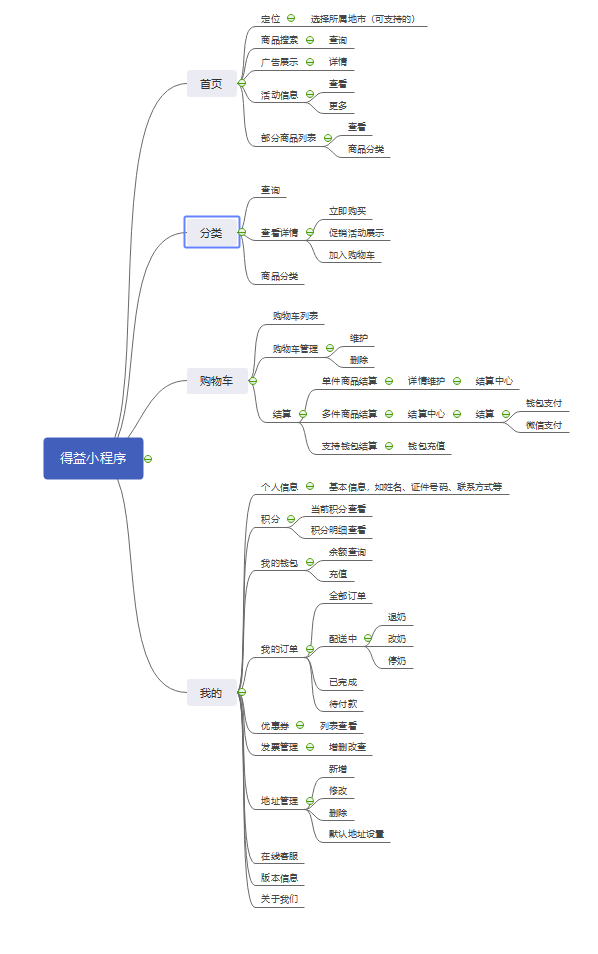 得益小程序
首页
定位
选择所属地市（可支持的）
商品搜索
查询
广告展示
详情
活动信息
查看
更多
部分商品列表
查看
商品分类
分类
查询
查看详情
立即购买
促销活动展示
加入购物车
商品分类
购物车
购物车列表
购物车管理
维护
删除
结算
单件商品结算
详情维护
结算中心
多件商品结算
结算中心
结算
钱包支付
微信支付
支持钱包结算
钱包充值
我的
个人信息
基本信息，如姓名、证件号码、联系方式等
积分
当前积分查看
积分明细查看
我的钱包
余额查询
充值
我的订单
全部订单
配送中
退奶
改奶
停奶
已完成
待付款
优惠券
列表查看
发票管理
增删改查
地址管理
新增
修改
删除
默认地址设置
在线客服
版本信息
关于我们